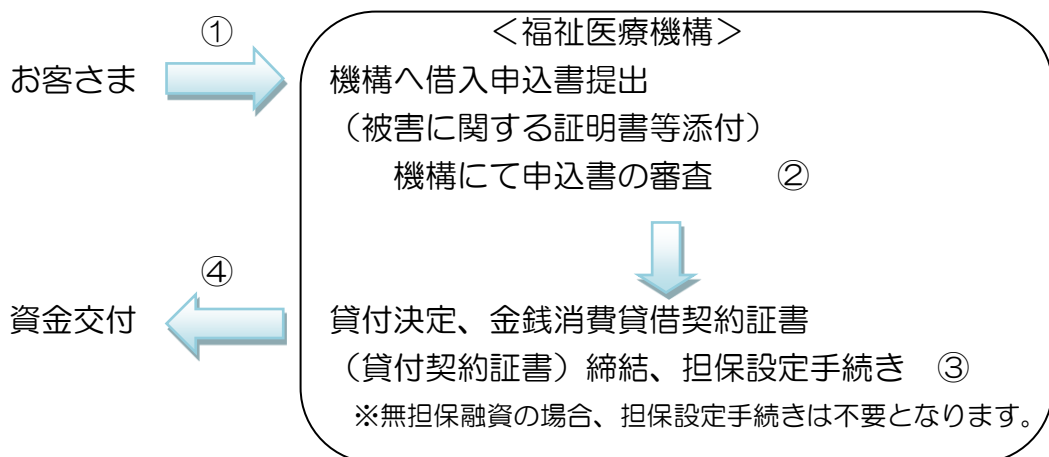 ＜福祉医療機構＞
①
お客さま
機構へ借入申込書提出
（被害に関する証明書等添付）
機構にて申込書の審査　②
④
資金交付
貸付決定、金銭消費貸借契約証書
（貸付契約証書）締結、担保設定手続き　③
※無担保融資の場合、担保設定手続きは不要となります。